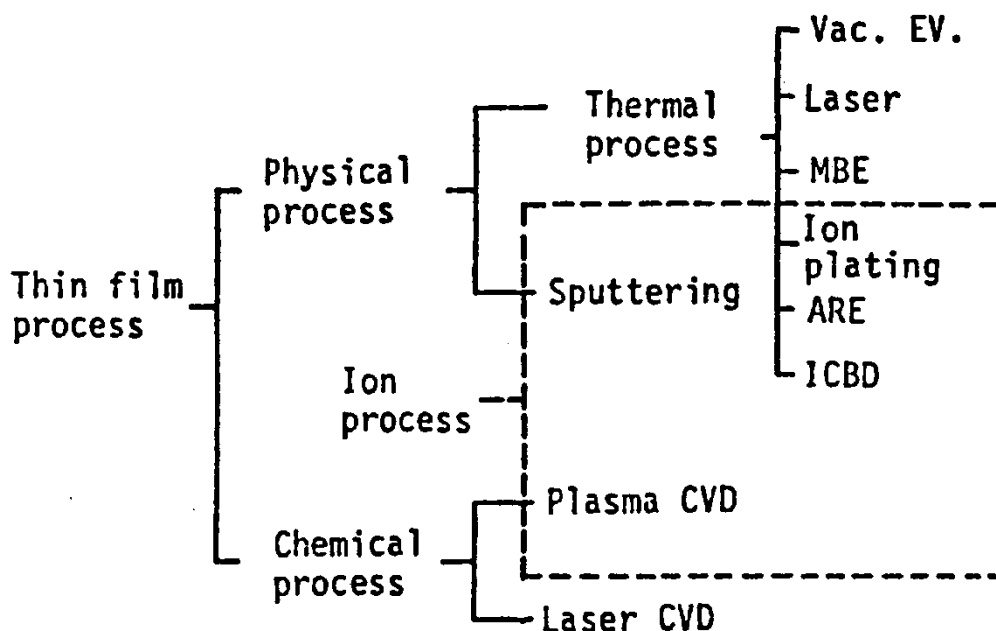 Vac. EV.
Laser
Thermal
process
MBE
Physical
process
Ion
plating
Thin film
process
Sputtering
ARE
Ion
process
ICBD
Plasma CVD
Chemical
process
Laser CVD